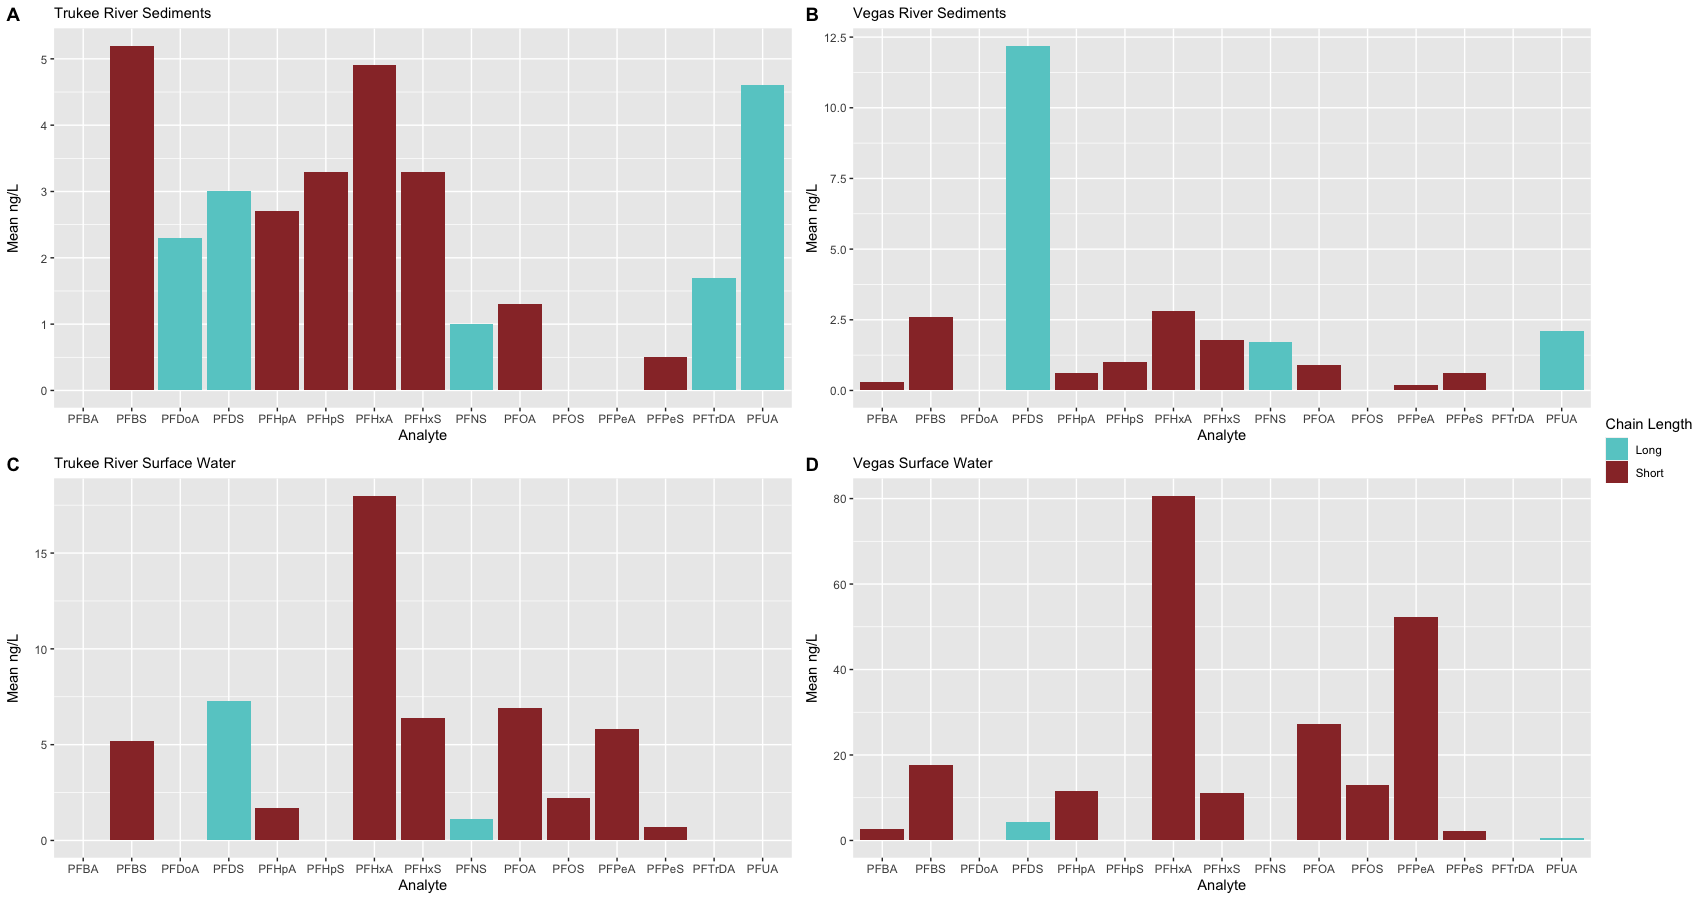 A
Trukee River Sediments
Mean ng/L
5
4
3
2
1
0
PFBA PFBS PFDoA PFDS PFHpA PFHpS PFHxA PFHxS PFNS PFOA PFOS PFPeA PFPeS PFTrDA PFUA
Analyte
B
Vegas River Sediments
Mean ng/L
12.5
10.0
7.5
5.0
2.5
0.0
PFBA PFBS PFDoA PFDS PFHpA PFHpS PFHxA PFHxS PFNS PFOA PFOS PFPeA PFPeS PFTrDA PFUA
Analyte
C
Trukee River Surface Water
Mean ng/L
15
10
5
0
PFBA PFBS PFDoA PFDS PFHpA PFHpS PFHxA PFHxS PFNS PFOA PFOS PFPeA PFPeS PFTrDA PFUA
Analyte
D
Vegas Surface Water
Mean ng/L
80
60
40
20
0
PFBA PFBS PFDoA PFDS PFHpA PFHpS PFHxA PFHxS PFNS PFOA PFOS PFPeA PFPeS PFTrDA PFUA
Analyte
Chain Length
Long
Short